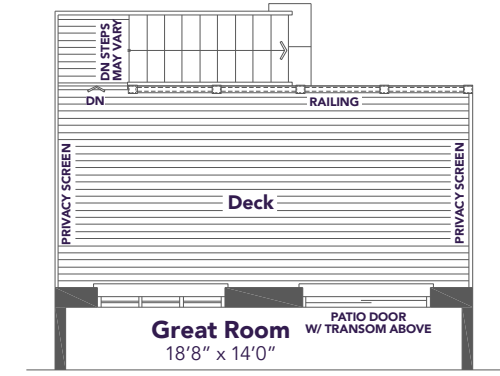 DN STEPS
MAY VARY
DN
RAILING
PRIVACY SCREEN
Deck
PRIVACY SCREEN
Great Room
18'8" x 14'0"
PATIO DOOR
W/ TRANSOM ABOVE